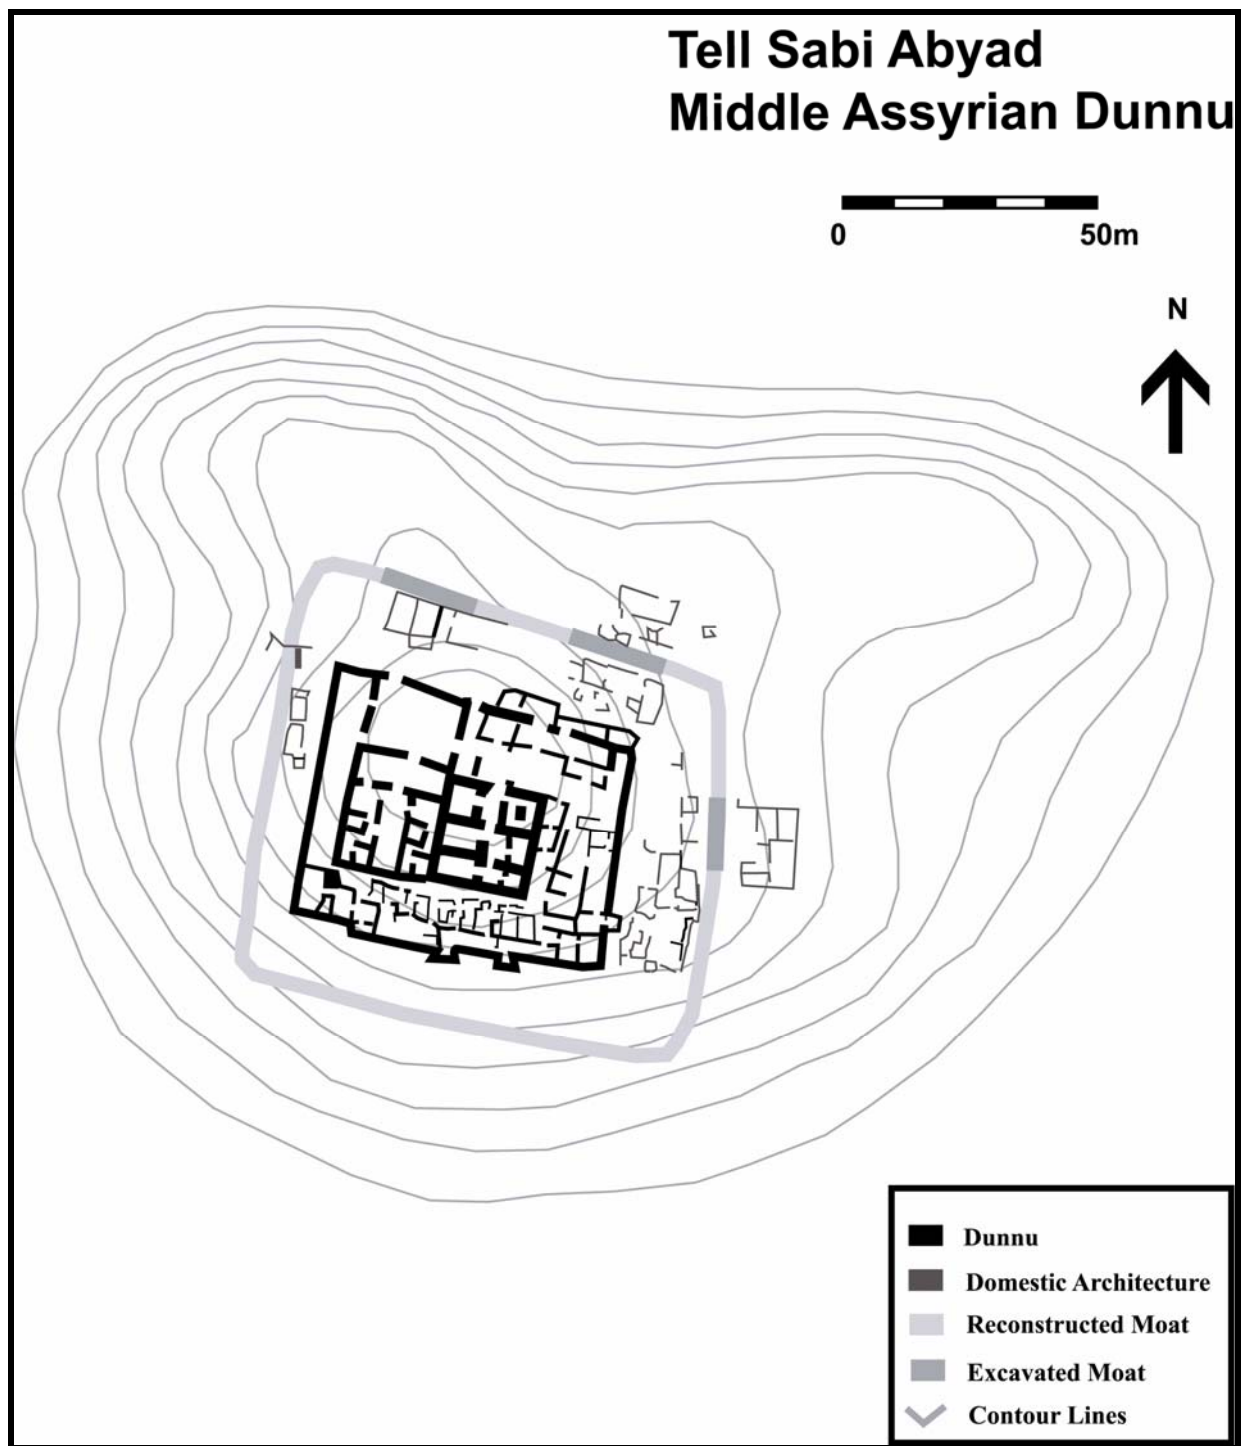 Tell Sabi Abyad
Middle Assyrian Dunnu
0 50m
N
Dunnu
Domestic Architecture
Reconstructed Moat
Excavated Moat
Contour Lines